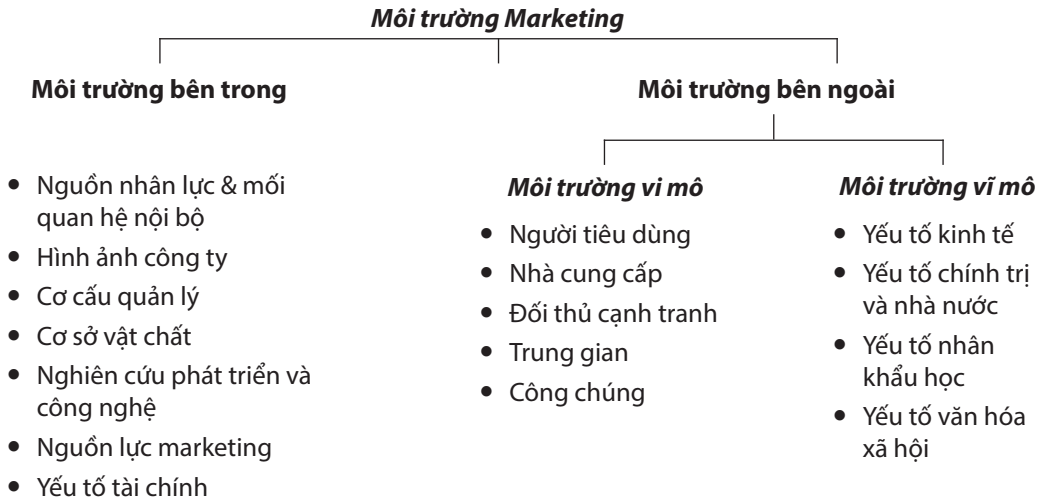 Môi trường Marketing
Môi trường bên trong
• Nguồn nhân lực & mối
quan hệ nội bộ
• Hình ảnh công ty
• Cơ cấu quản lý
• Cơ sở vật chất
• Nghiên cứu phát triển và
công nghệ
• Nguồn lực marketing
• Yếu tố tài chính
Môi trường bên ngoài
Môi trường vi mô
• Người tiêu dùng
• Nhà cung cấp
• Đối thủ cạnh tranh
• Trung gian
• Công chúng
Môi trường vĩ mô
• Yếu tố kinh tế
• Yếu tố chính trị
và nhà nước
• Yếu tố nhân
khẩu học
• Yếu tố văn hóa
xã hội